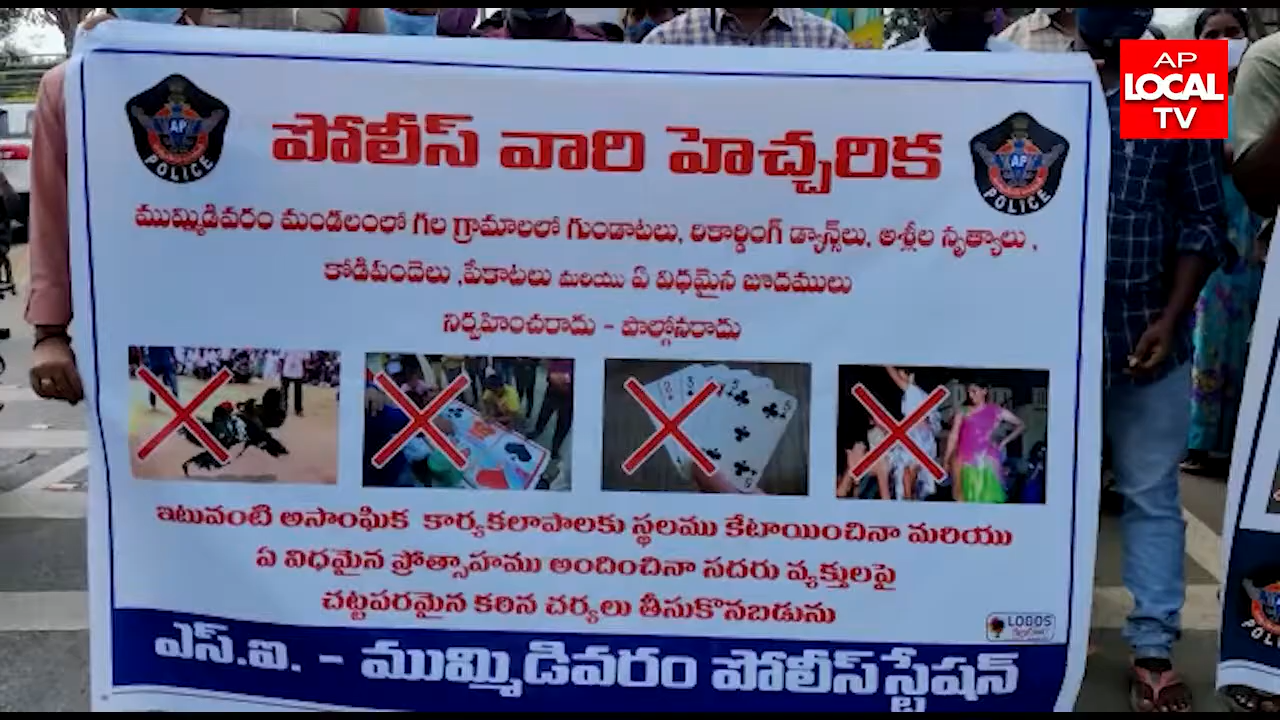 AP
LOCAL
TV
AP
POLICE
పోలీస్ వారి హెచ్చరిక
AP
POLICE
ముమ్మిడివరం మండలంలో గల గ్రామాలలో గుండాటలు, రికార్డింగ్ డ్యాన్స్‌లు, అశ్లీల నృత్యాలు ,
కోడిపందెలు ,పేకాటలు మరియు ఏ విధమైన జూదములు
నిర్వహించరాదు - పాల్గోనరాదు
ఇటువంటి అసాంఘిక కార్యకలాపాలకు స్థలము కేటాయించినా మరియు
ఏ విధమైన ప్రోత్సాహము అందించినా సదరు వ్యక్తులపై
చట్టపరమైన కఠిన చర్యలు తీసుకొనబడును
LOGOS
ఎస్.ఐ. - ముమ్మిడివరం పోలీస్ స్టేషన్